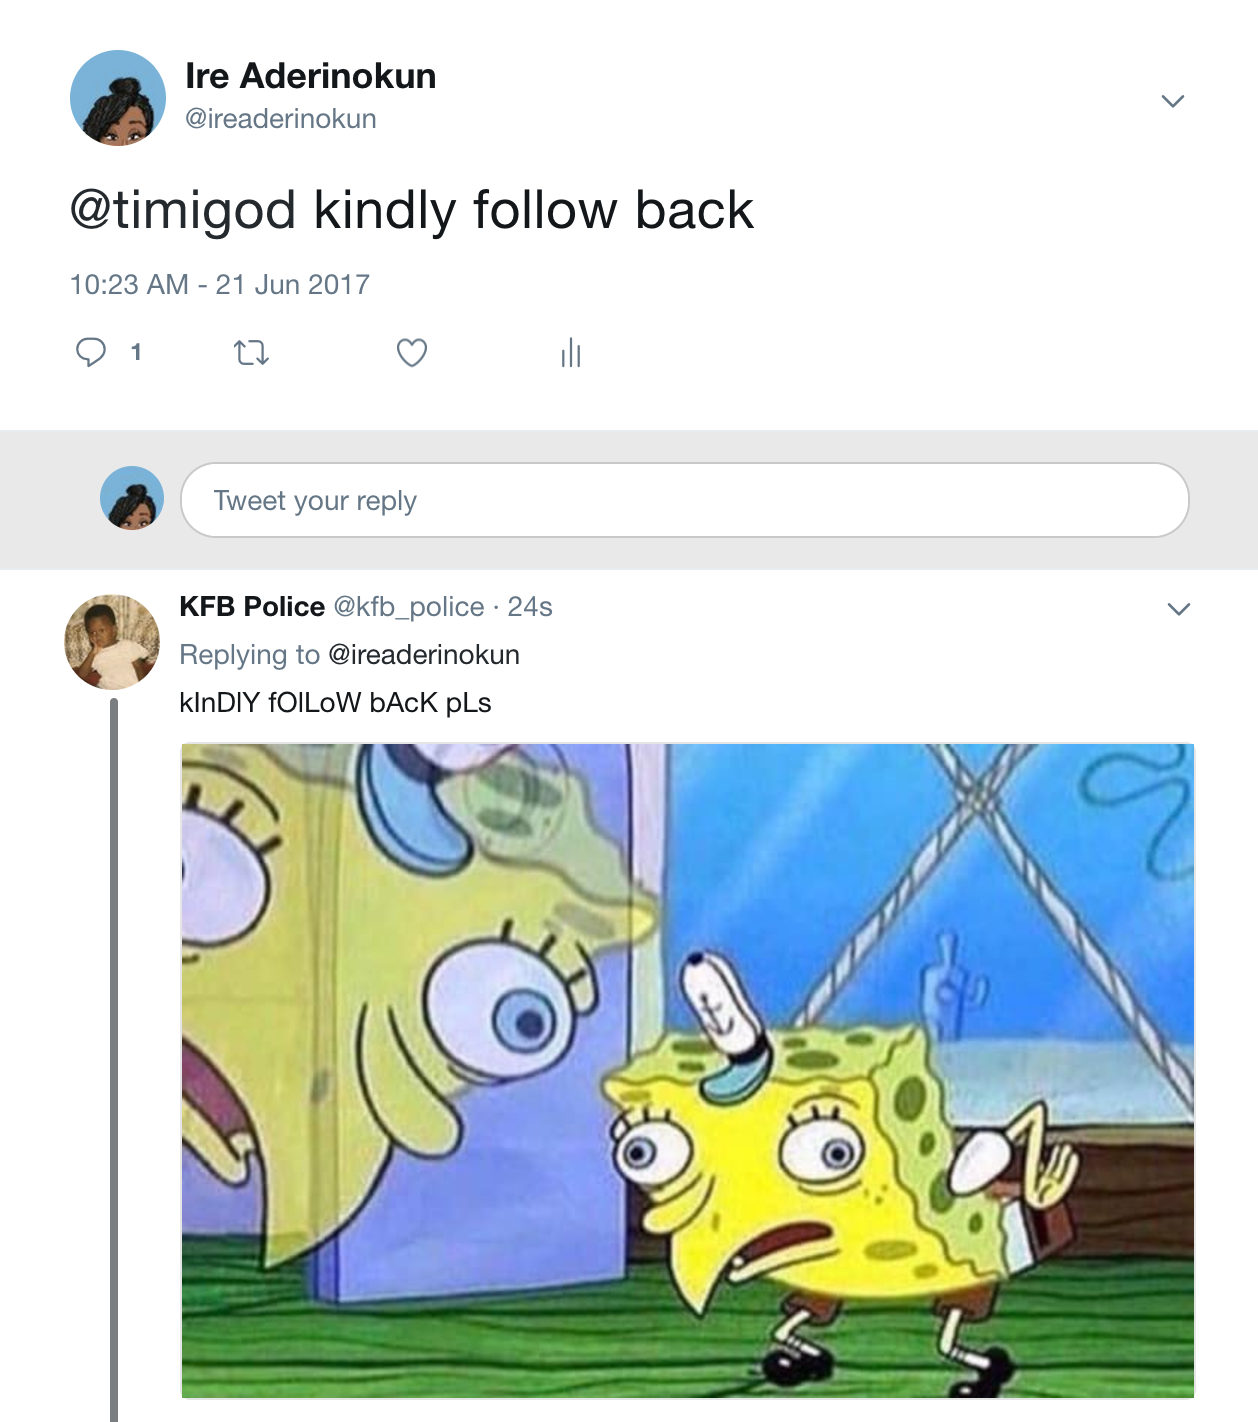 Ire Aderinokun
@ireaderinokun
@timigod kindly follow back
10:23 AM - 21 Jun 2017
1
Tweet your reply
KFB Police @kfb_police · 24s
Replying to @ireaderinokun
kInDlY fOlLoW bAcK pLs